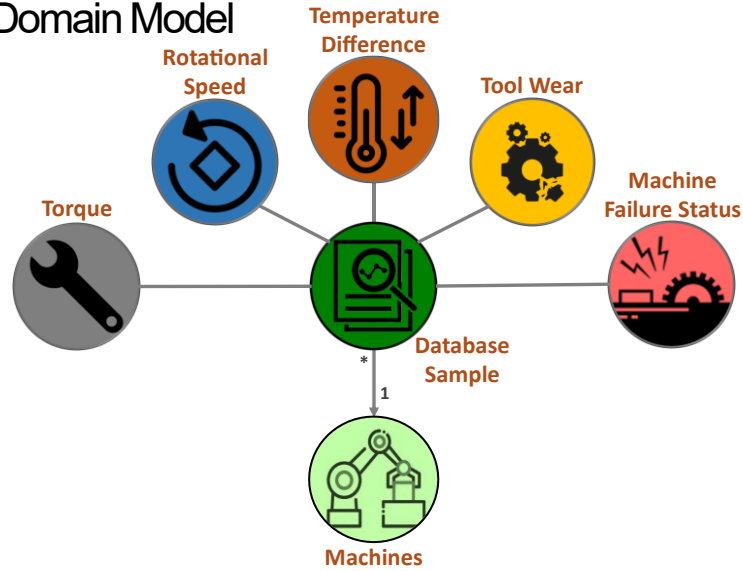 Domain Model
Temperature
Difference
Rotational
Speed
Tool Wear
Machine
Failure Status
Torque
Database
Sample
*
1
Machines